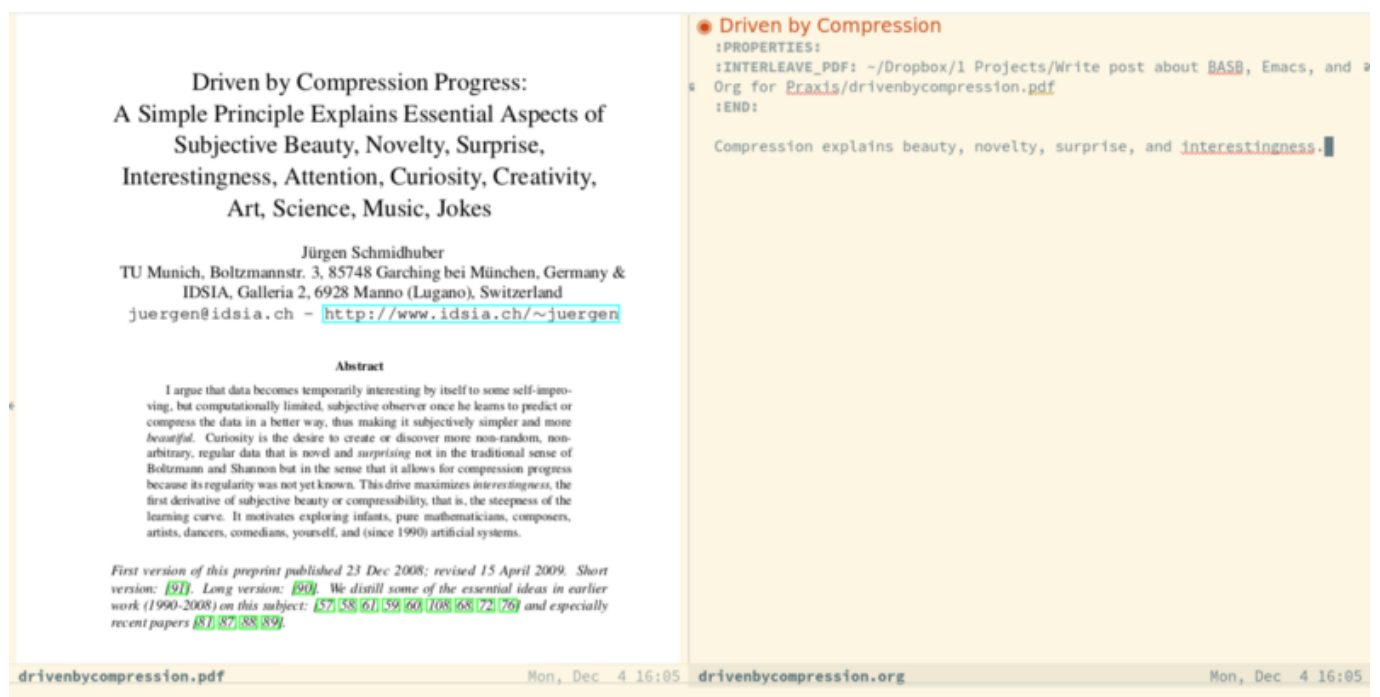 Driven by Compression Progress:
A Simple Principle Explains Essential Aspects of
Subjective Beauty, Novelty, Surprise,
Interestingness, Attention, Curiosity, Creativity,
Art, Science, Music, Jokes
Jürgen Schmidhuber
TU Munich, Boltzmannstr. 3, 85748 Garching bei München, Germany &
IDSIA, Galleria 2, 6928 Manno (Lugano), Switzerland
juergen@idsia.ch - http://www.idsia.ch/~juergen
Abstract
I argue that data becomes temporarily interesting by itself to some self-impro-
ving, but computationally limited, subjective observer once he learns to predict or
compress the data in a better way, thus making it subjectively simpler and more
beautiful. Curiosity is the desire to create or discover more non-random, non-
arbitrary, regular data that is novel and surprising not in the traditional sense of
Boltzmann and Shannon but in the sense that it allows for compression progress
because its regularity was not yet known. This drive maximizes interestingness, the
first derivative of subjective beauty or compressibility, that is, the steepness of the
learning curve. It motivates exploring infants, pure mathematicians, composers,
artists, dancers, comedians, yourself, and (since 1990) artificial systems.
First version of this preprint published 23 Dec 2008; revised 15 April 2009. Short
version: [91]. Long version: [90]. We distill some of the essential ideas in earlier
work (1990-2008) on this subject: [57, 58, 61, 59, 60, 108, 68, 72, 76] and especially
recent papers [81, 87, 88, 89].
drivenbycompression.pdf Mon, Dec 4 16:05
Driven by Compression
:PROPERTIES:
:INTERLEAVE_PDF: ~/Dropbox/1 Projects/Write post about BASB, Emacs, and
Org for Praxis/drivenbycompression.pdf
:END:
Compression explains beauty, novelty, surprise, and interestingness.
drivenbycompression.org Mon, Dec 4 16:05